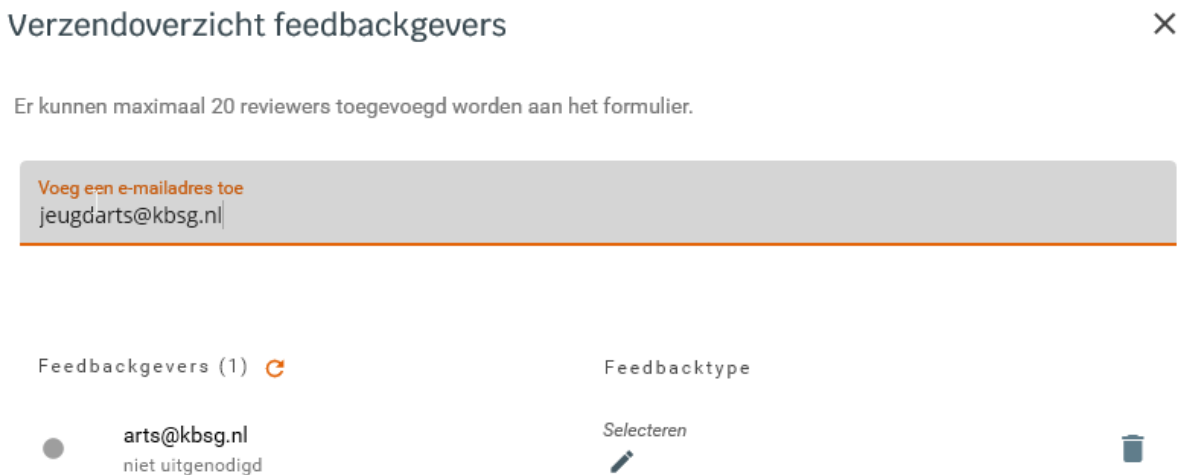 Verzendoverzicht feedbackgevers
Er kunnen maximaal 20 reviewers toegevoegd worden aan het formulier.
Voeg een e-mailadres toe
jeugdarts@kbsg.nl
Feedbackgevers (1)
Feedbacktype
arts@kbsg.nl
Selecteren
niet uitgenodigd